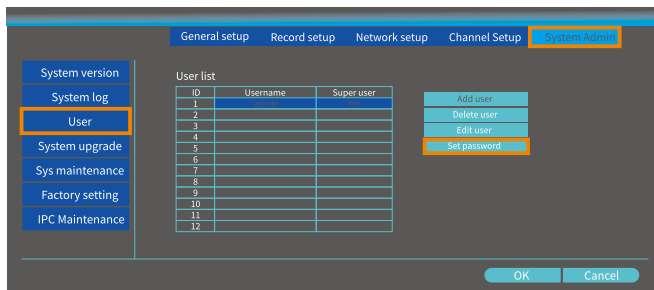 General setup Record setup Network setup Channel Setup System Admin
System version
System log
User
System upgrade
Sys maintenance
Factory setting
IPC Maintenance
User list
ID Username Super user
1 admin Yes
2
3
4
5
6
7
8
9
10
11
12
Add user
Delete user
Edit user
Set password
OK Cancel